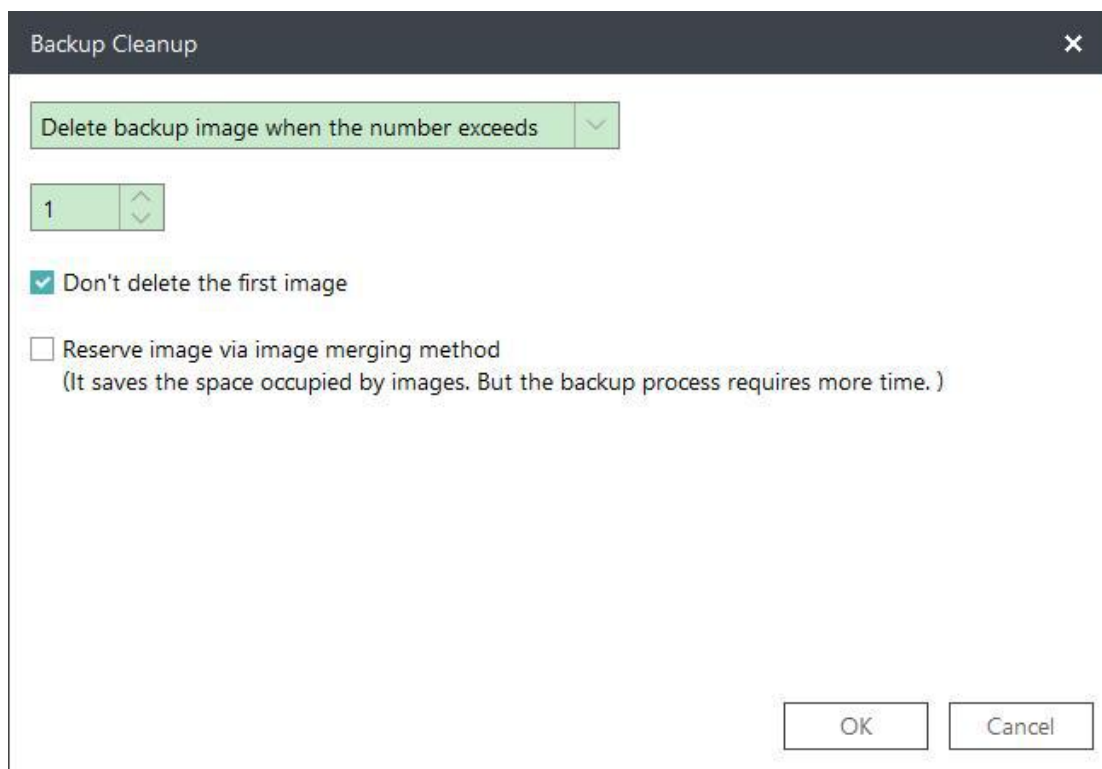 Backup Cleanup
Delete backup image when the number exceeds
1
Don't delete the first image
Reserve image via image merging method
(It saves the space occupied by images. But the backup process requires more time. )
OK Cancel